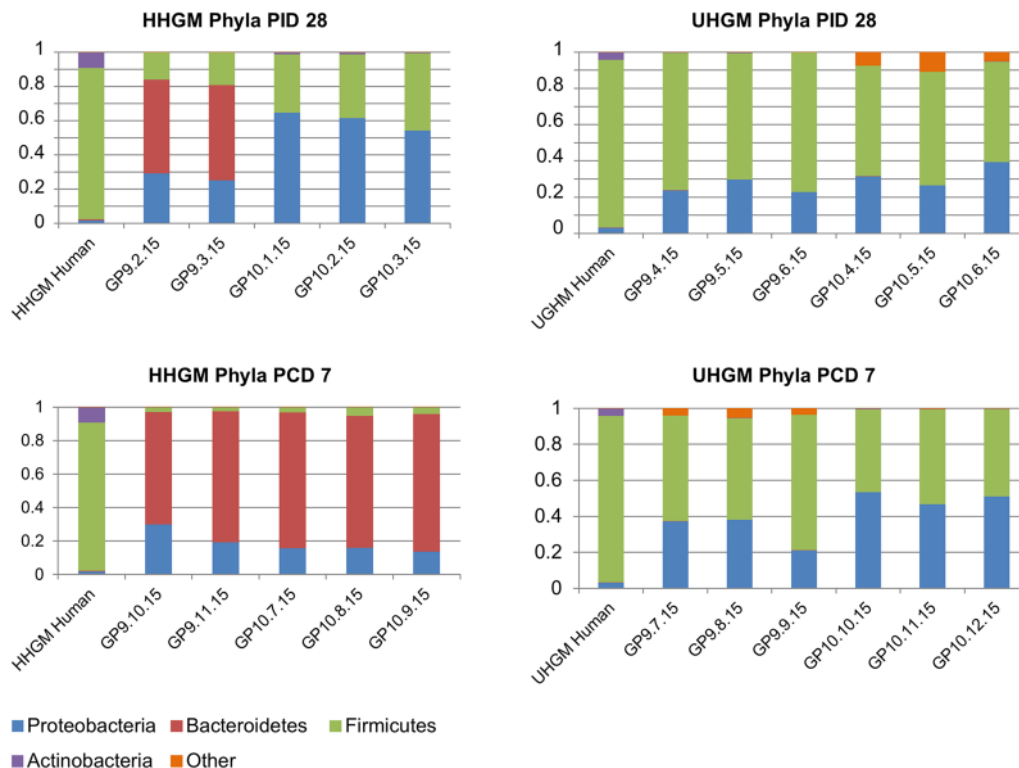 HHGM Phyla PID 28
1
0.8
0.6
0.4
0.2
0
HHGM Human
GP9.2.15
GP9.3.15
GP10.1.15
GP10.2.15
GP10.3.15
UHGM Phyla PID 28
1
0.8
0.6
0.4
0.2
0
UGHM Human
GP9.4.15
GP9.5.15
GP9.6.15
GP10.4.15
GP10.5.15
GP10.6.15
HHGM Phyla PCD 7
1
0.8
0.6
0.4
0.2
0
HHGM Human
GP9.10.15
GP9.11.15
GP10.7.15
GP10.8.15
GP10.9.15
UHGM Phyla PCD 7
1
0.8
0.6
0.4
0.2
0
UHGM Human
GP9.7.15
GP9.8.15
GP9.9.15
GP10.10.15
GP10.11.15
GP10.12.15
Proteobacteria
Bacteroidetes
Firmicutes
Actinobacteria
Other